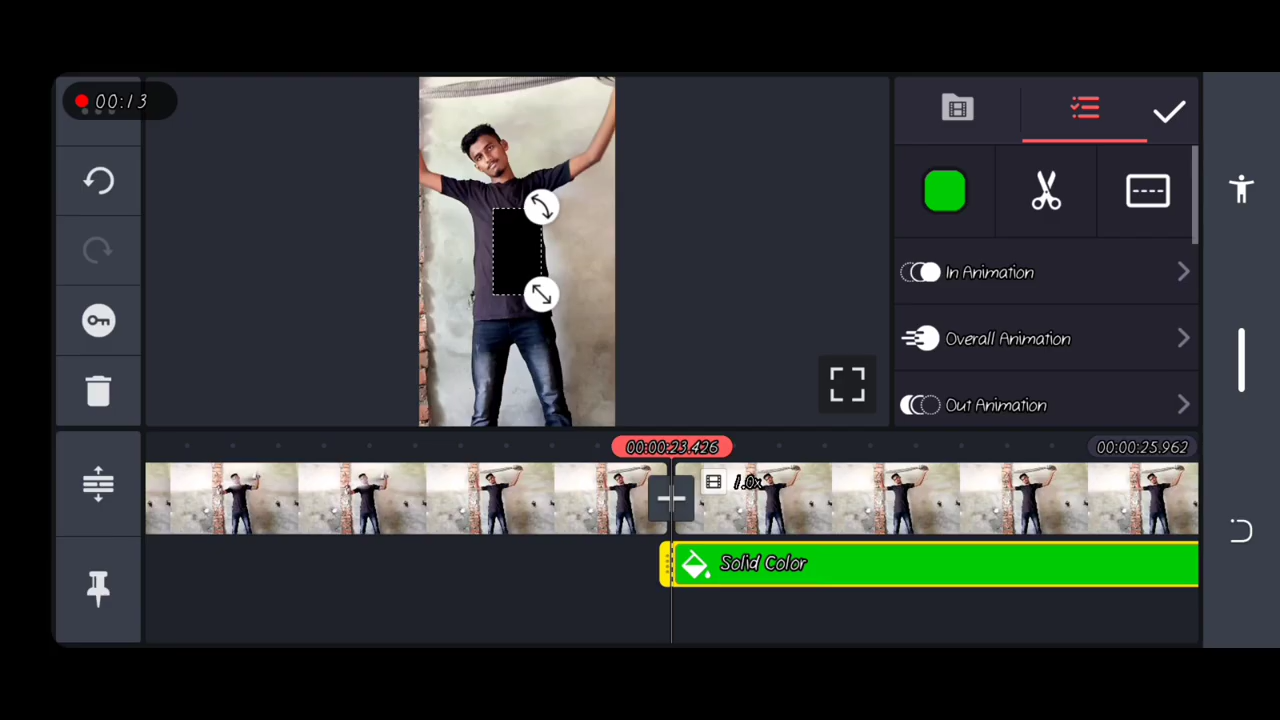 00:13
In Animation
Overall Animation
Out Animation
00:00:23.426
00:00:25.962
1.0x
Solid Color